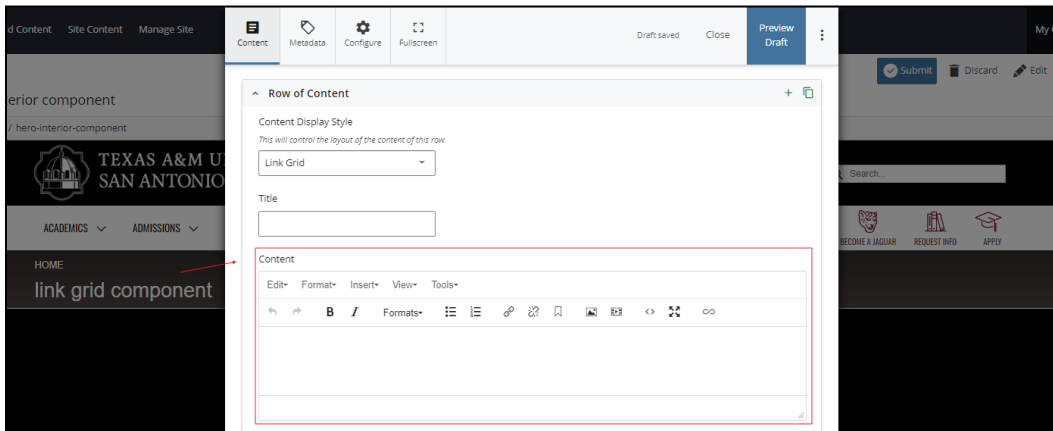 d Content Site Content Manage Site
Content Metadata Configure Fullscreen
Draft saved Close Preview Draft
My
Submit Discard Edit
erior component
/ hero-interior-component
Row of Content
Content Display Style
This will control the layout of the content of this row.
Link Grid
Title
TEXAS A&M U
SAN ANTONIO
Search...
ACADEMICS ADMISSIONS
BECOME A JAGUAR REQUEST INFO APPLY
HOME
link grid component
Content
Edit Format Insert View Tools
B I Formats